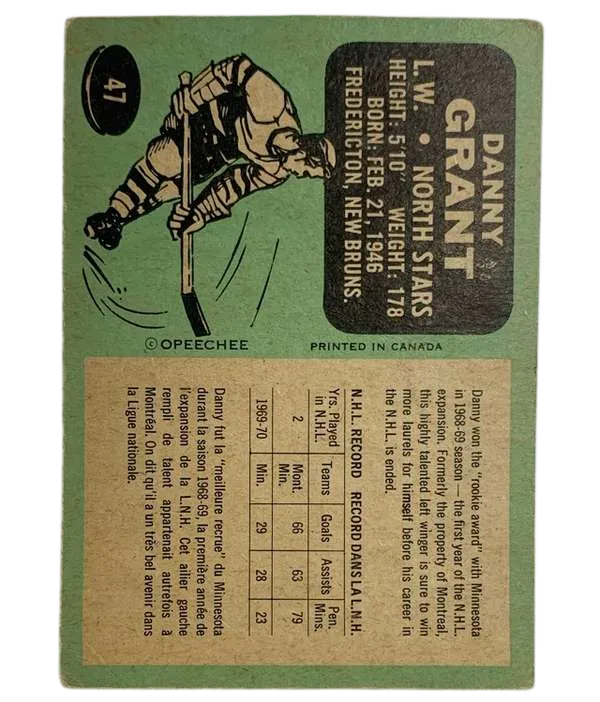 DANNY
GRANT
L.W. • NORTH STARS
HEIGHT: 5'10" WEIGHT: 178
BORN: FEB. 21, 1946
FREDERICTON, NEW BRUNS.
47
© OPEECHEE
PRINTED IN CANADA
Danny won the "rookie award" with Minnesota
in 1968-69 season — the first year of the N.H.L.
expansion. Formerly the property of Montreal,
this highly talented left winger is sure to win
more laurels for himself before his career in
the N.H.L. is ended.
N.H.L. RECORD RECORD DANS LA L.N.H.
Yrs. Played in N.H.L. Teams Goals Assists Pen. Mins.
2 Mont. Min. 66 63 79
1969-70 Min. 29 28 23
Danny fut la "meilleure recrue" du Minnesota
durant la saison 1968-69, la première année de
l'expansion de la L.N.H. Cet ailier gauche
rempli de talent appartenait autrefois à
Montréal. On dit qu'il a un très bel avenir dans
la Ligue nationale.